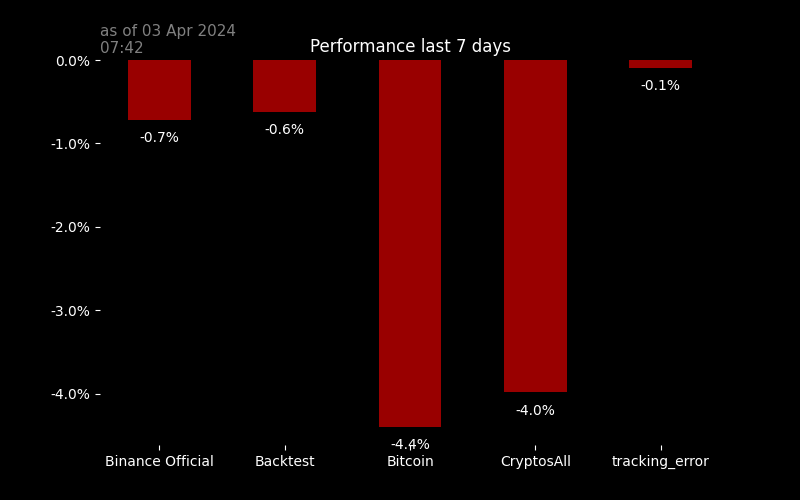 as of 03 Apr 2024
07:42
Performance last 7 days
0.0%
-1.0%
-2.0%
-3.0%
-4.0%
-0.7%
-0.6%
-4.4%
-4.0%
-0.1%
Binance Official
Backtest
Bitcoin
CryptosAll
tracking_error